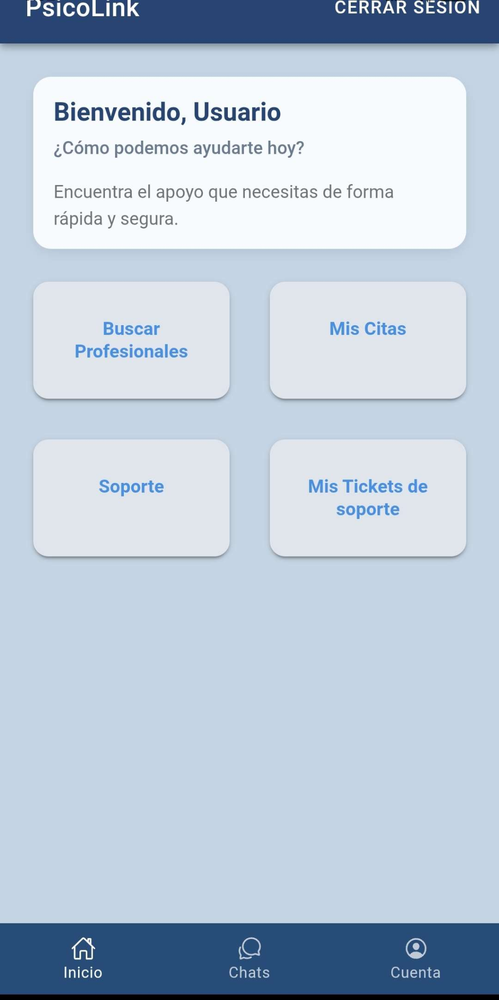 PsicoLink
CERRAR SESIÓN
Bienvenido, Usuario
¿Cómo podemos ayudarte hoy?
Encuentra el apoyo que necesitas de forma
rápida y segura.
Buscar
Profesionales
Mis Citas
Soporte
Mis Tickets de
soporte
Inicio
Chats
Cuenta